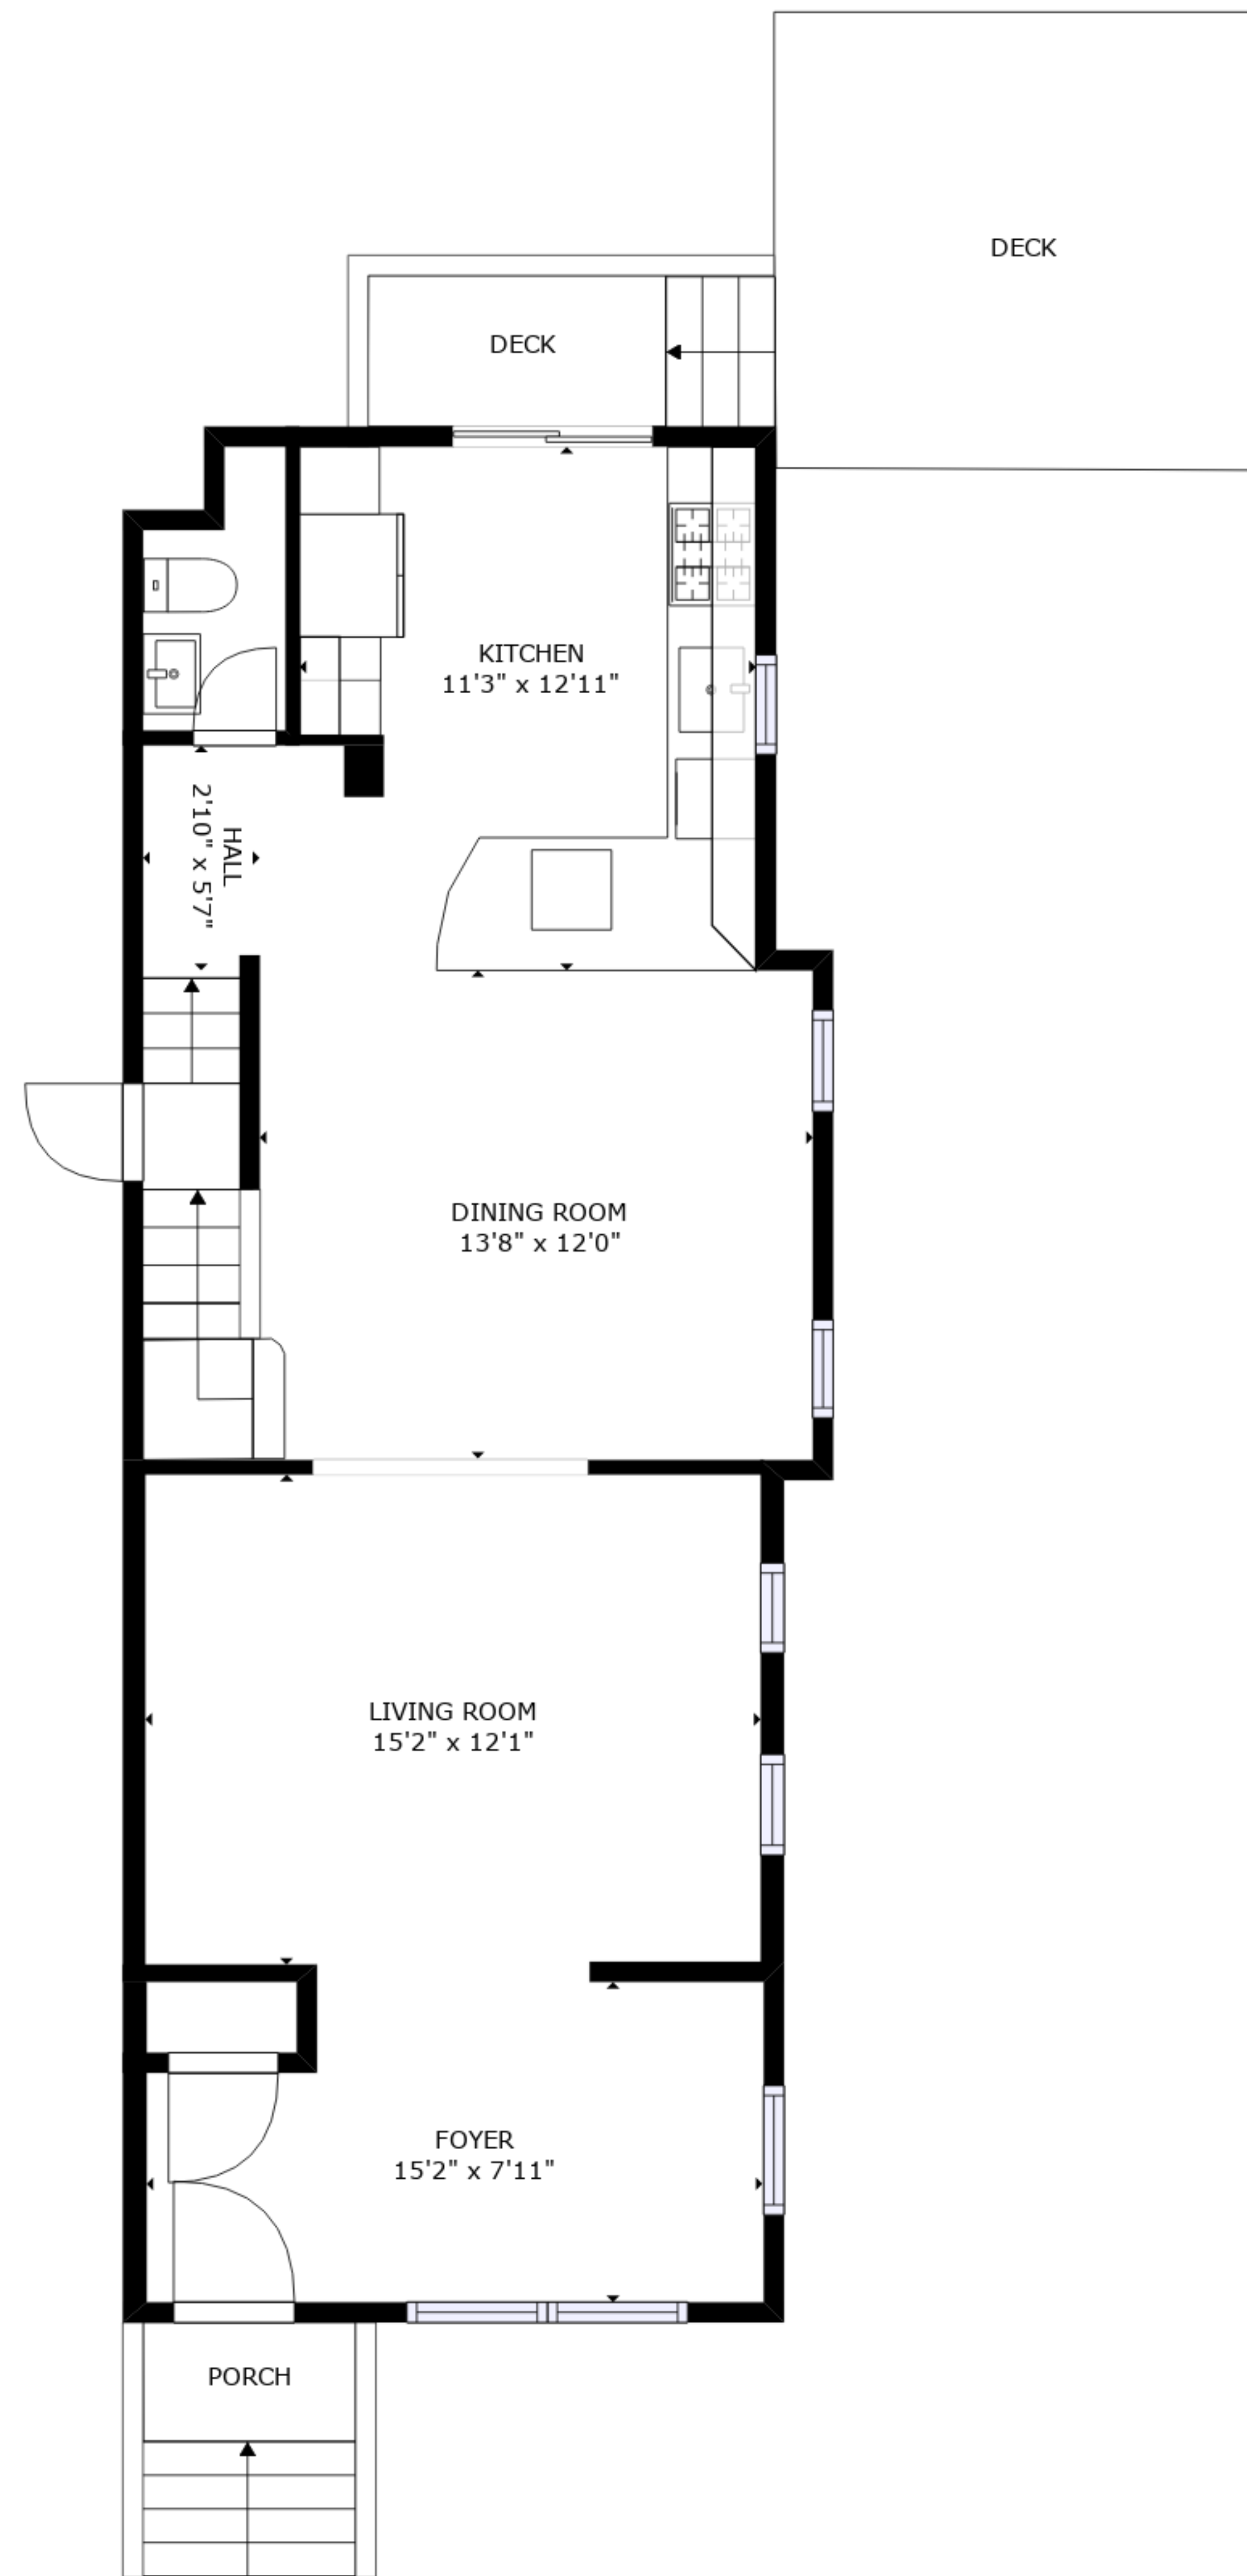 DECK
DECK
KITCHEN
11'3" x 12'11"
HALL
2'10" x 5'7"
DINING ROOM
13'8" x 12'0"
LIVING ROOM
15'2" x 12'1"
FOYER
15'2" x 7'11"
PORCH